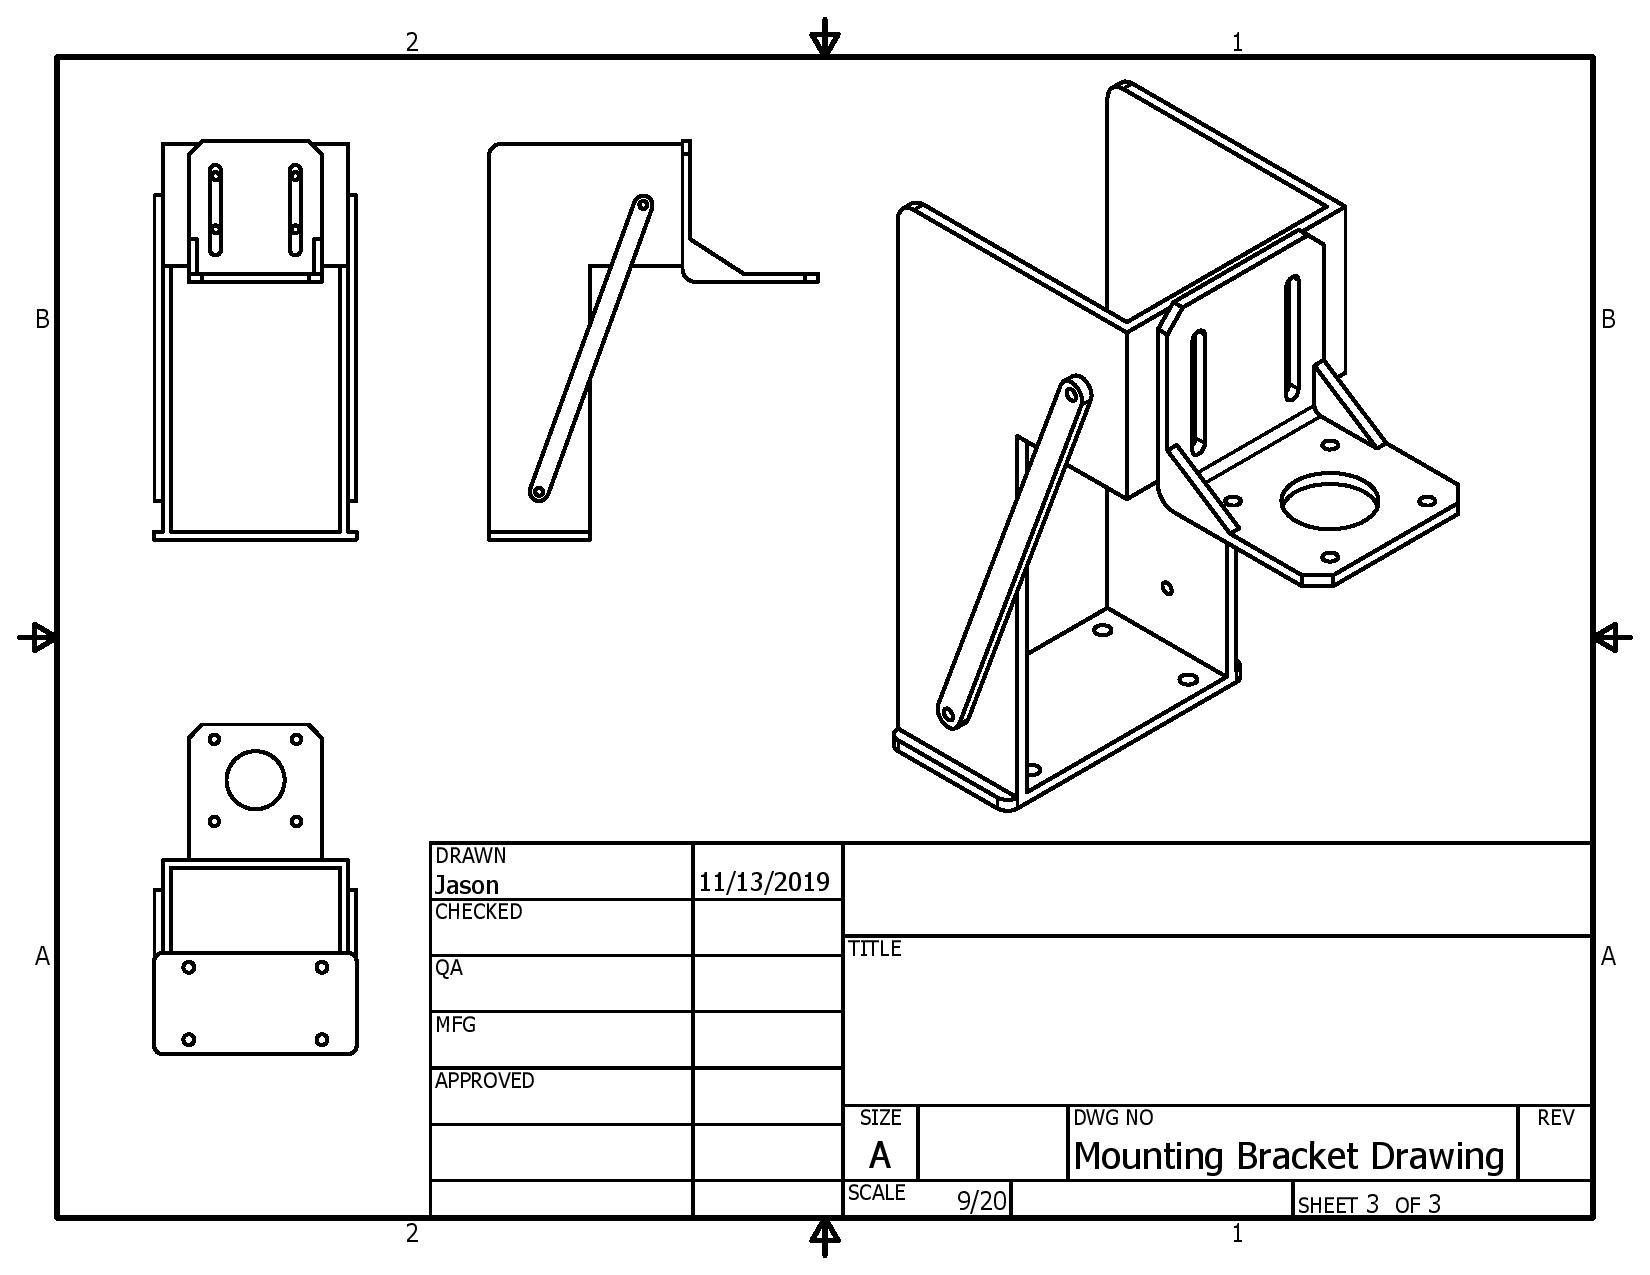 2 1
B B
A A
DRAWN
Jason 11/13/2019
CHECKED
QA
MFG
APPROVED
TITLE
SIZE
A
DWG NO
Mounting Bracket Drawing
REV
SCALE 9/20
SHEET 3 OF 3
2 1